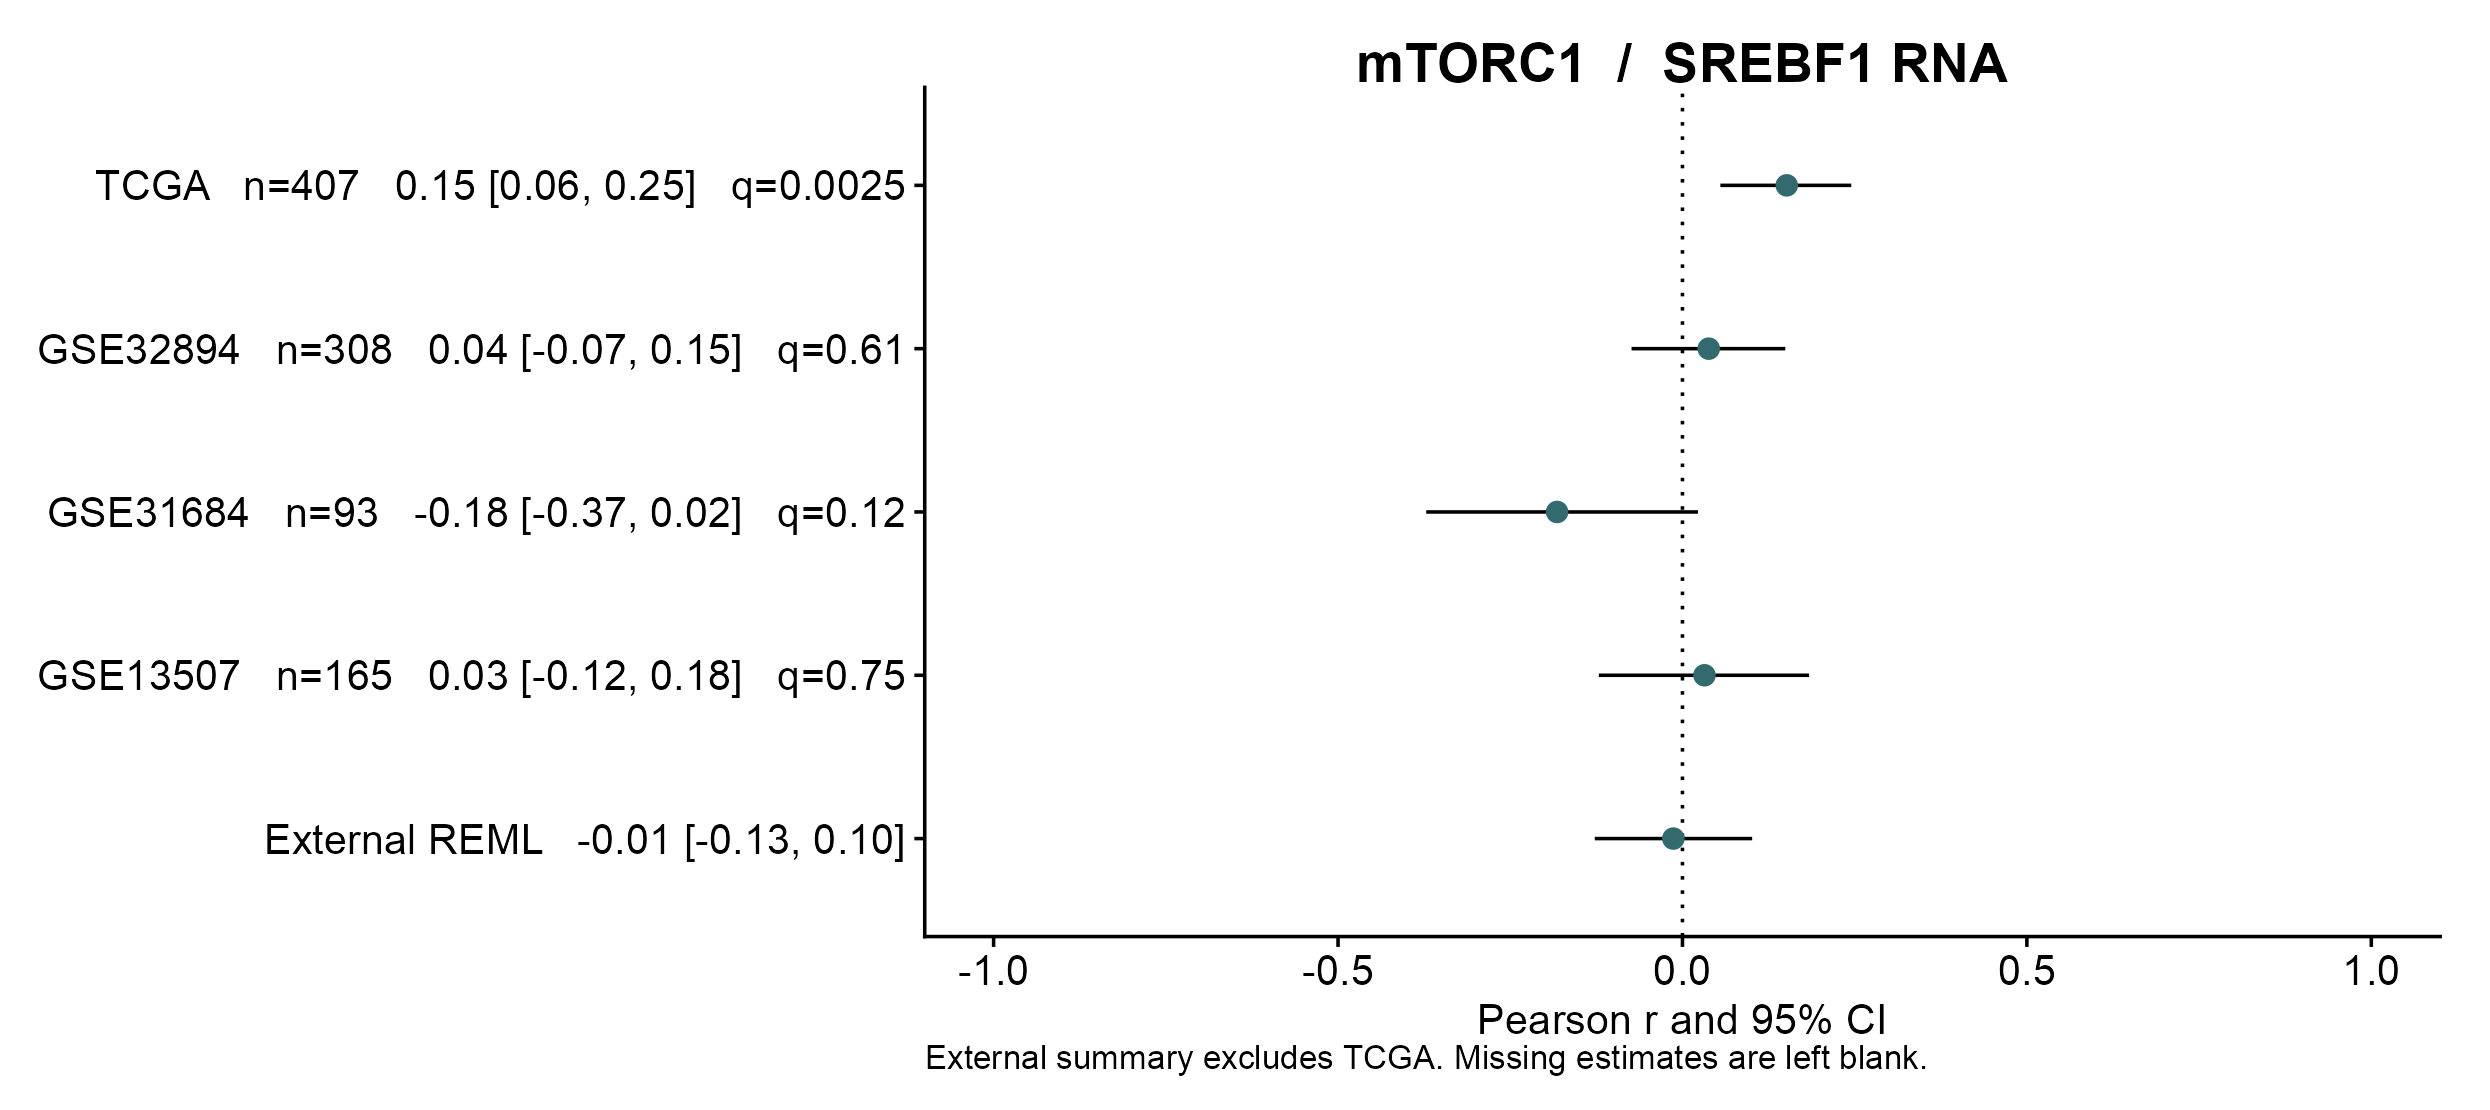 mTORC1 / SREBF1 RNA
TCGA n=407 0.15 [0.06, 0.25] q=0.0025
GSE32894 n=308 0.04 [-0.07, 0.15] q=0.61
GSE31684 n=93 -0.18 [-0.37, 0.02] q=0.12
GSE13507 n=165 0.03 [-0.12, 0.18] q=0.75
External REML -0.01 [-0.13, 0.10]
-1.0 -0.5 0.0 0.5 1.0
Pearson r and 95% CI
External summary excludes TCGA. Missing estimates are left blank.